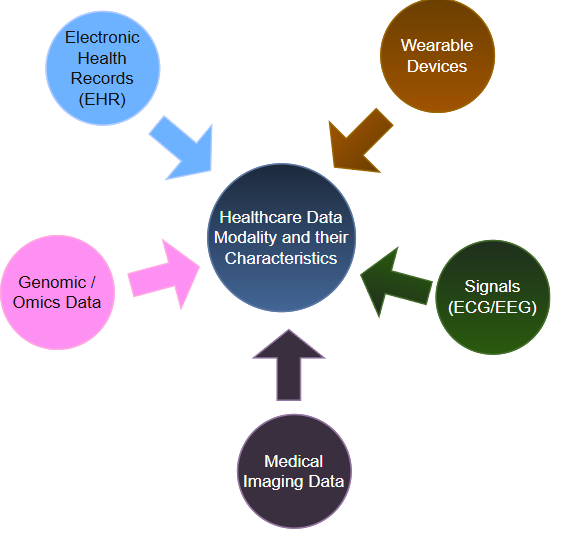 Electronic
Health
Records
(EHR)
Wearable
Devices
Healthcare Data
Modality and their
Characteristics
Genomic /
Omics Data
Signals
(ECG/EEG)
Medical
Imaging Data